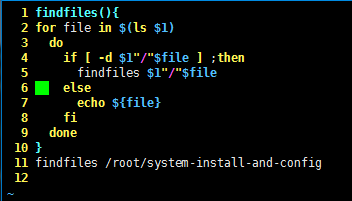 1 findfiles(){
2 for file in $(ls $1)
3   do
4     if [ -d $1"/"$file ] ;then
5       findfiles $1"/"$file
6     else
7       echo ${file}
8     fi
9   done
10 }
11 findfiles /root/system-install-and-config
12
~